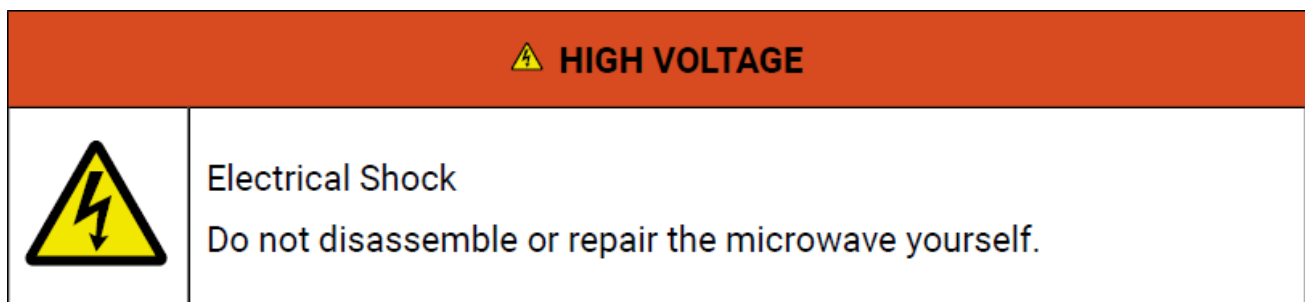 HIGH VOLTAGE
Electrical Shock
Do not disassemble or repair the microwave yourself.